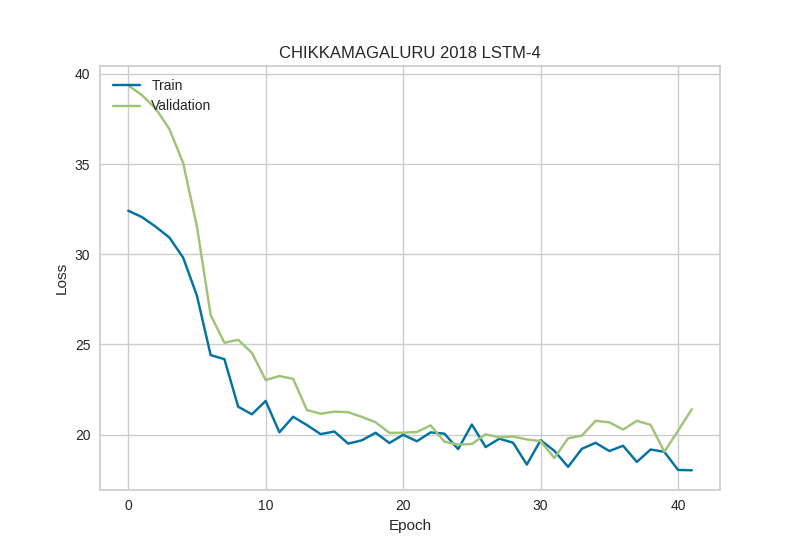 CHIKKAMAGALURU 2018 LSTM-4
Train
Validation
40
35
30
25
20
Loss
0 10 20 30 40
Epoch